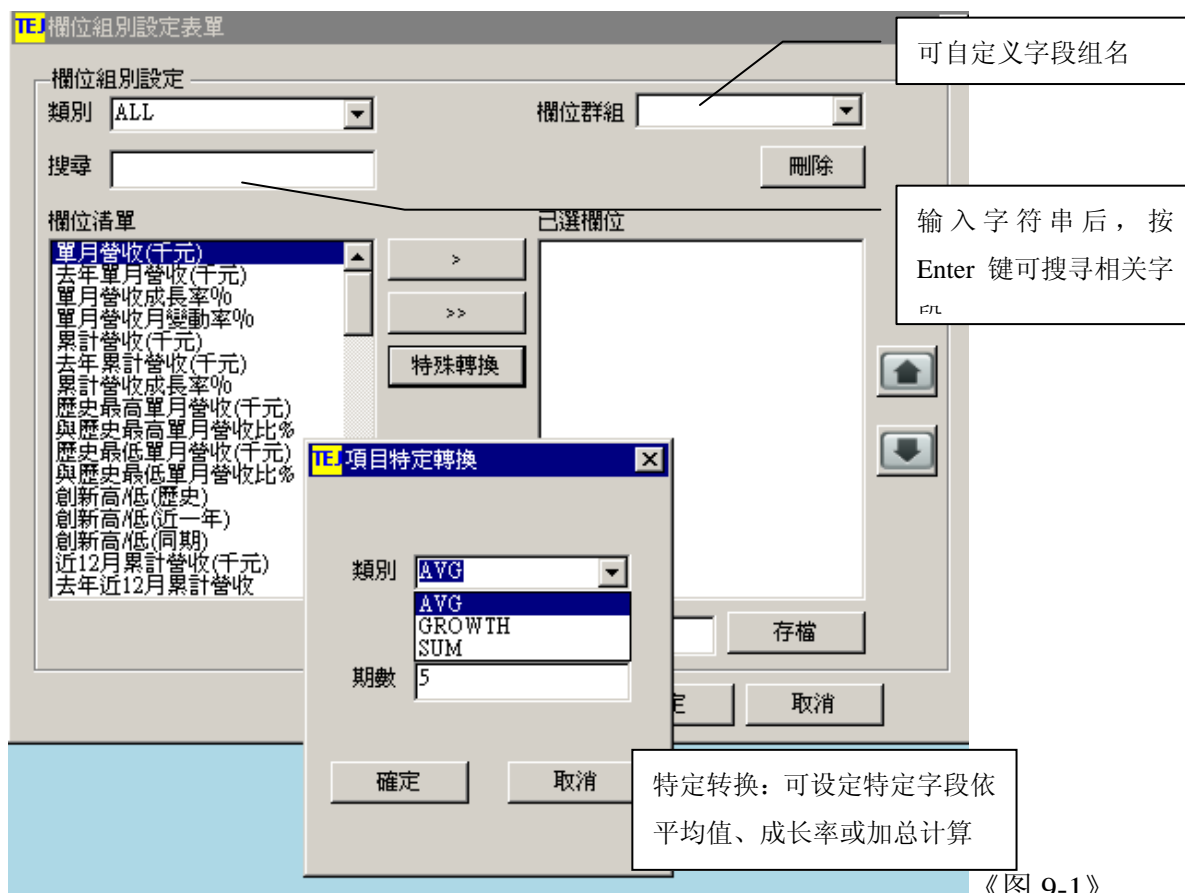 TEJ欄位組別設定表單
可自定义字段组名
欄位組別設定
類別 ALL
欄位群組
搜尋
刪除
输入字符串后，按
Enter 键可搜寻相关字
欄位清單
已選欄位
單月營收(千元)
去年單月營收(千元)
單月營收成長率%
單月營收月變動率%
累計營收(千元)
去年累計營收(千元)
累計營收成長率%
歷史最高單月營收(千元)
與歷史最高單月營收比%
歷史最低單月營收(千元)
與歷史最低單月營收比%
創新高/低(歷史)
創新高/低(近一年)
創新高/低(同期)
近12月累計營收(千元)
去年近12月累計營收
>
>>
特殊轉換
TEJ項目特定轉換
類別 AVG
AVG
GROWTH
SUM
期數 5
確定 取消
存檔
取消
特定转换：可设定特定字段依
平均值、成长率或加总计算
《图 9-1》